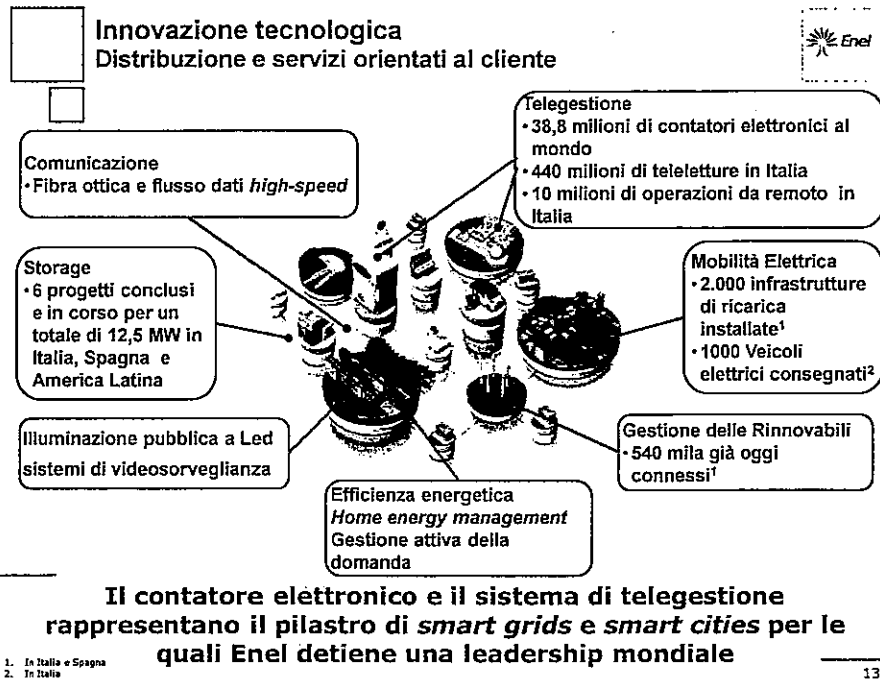 Innovazione tecnologica
Distribuzione e servizi orientati al cliente
Enel
Telegestione
• 38,8 milioni di contatori elettronici al
mondo
• 440 milioni di teleletture in Italia
• 10 milioni di operazioni da remoto in
Italia
Comunicazione
• Fibra ottica e flusso dati high-speed
Storage
• 6 progetti conclusi
e in corso per un
totale di 12,5 MW in
Italia, Spagna e
America Latina
Mobilità Elettrica
• 2.000 infrastrutture
di ricarica
installate¹
• 1000 Veicoli
elettrici consegnati²
Illuminazione pubblica a Led
sistemi di videosorveglianza
Gestione delle Rinnovabili
• 540 mila già oggi
connessi¹
Efficienza energetica
Home energy management
Gestione attiva della
domanda
Il contatore elettronico e il sistema di telegestione
rappresentano il pilastro di smart grids e smart cities per le
quali Enel detiene una leadership mondiale
1. In Italia e Spagna
2. In Italia
13